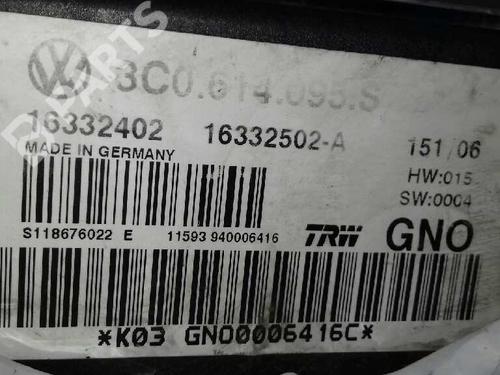 3C0.614.095.S
16332402 16332502-A 151/06
MADE IN GERMANY HW:015
SW:0004
S118676022 E 11593 940006416 TRW GNO
*K03 GNO00006416C*